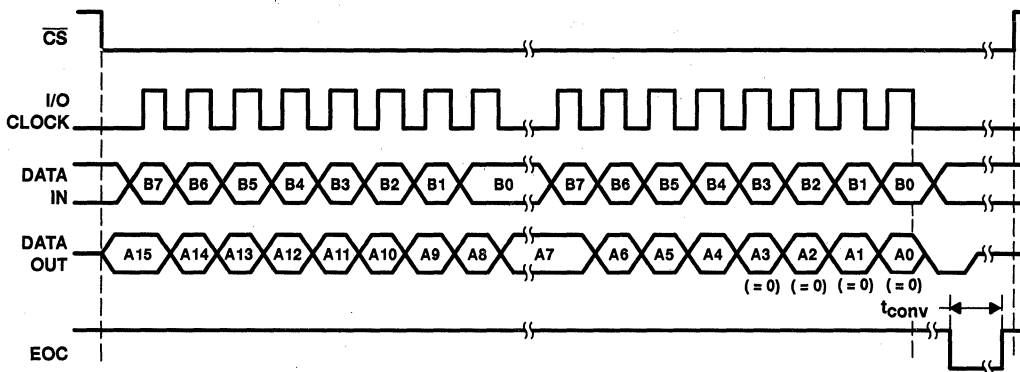 CS
I/O
CLOCK
DATA
IN
B7 B6 B5 B4 B3 B2 B1 B0 B7 B6 B5 B4 B3 B2 B1 B0
DATA
OUT
A15 A14 A13 A12 A11 A10 A9 A8 A7 A6 A5 A4 A3 A2 A1 A0
(=0) (=0) (=0) (=0)
tconv
EOC